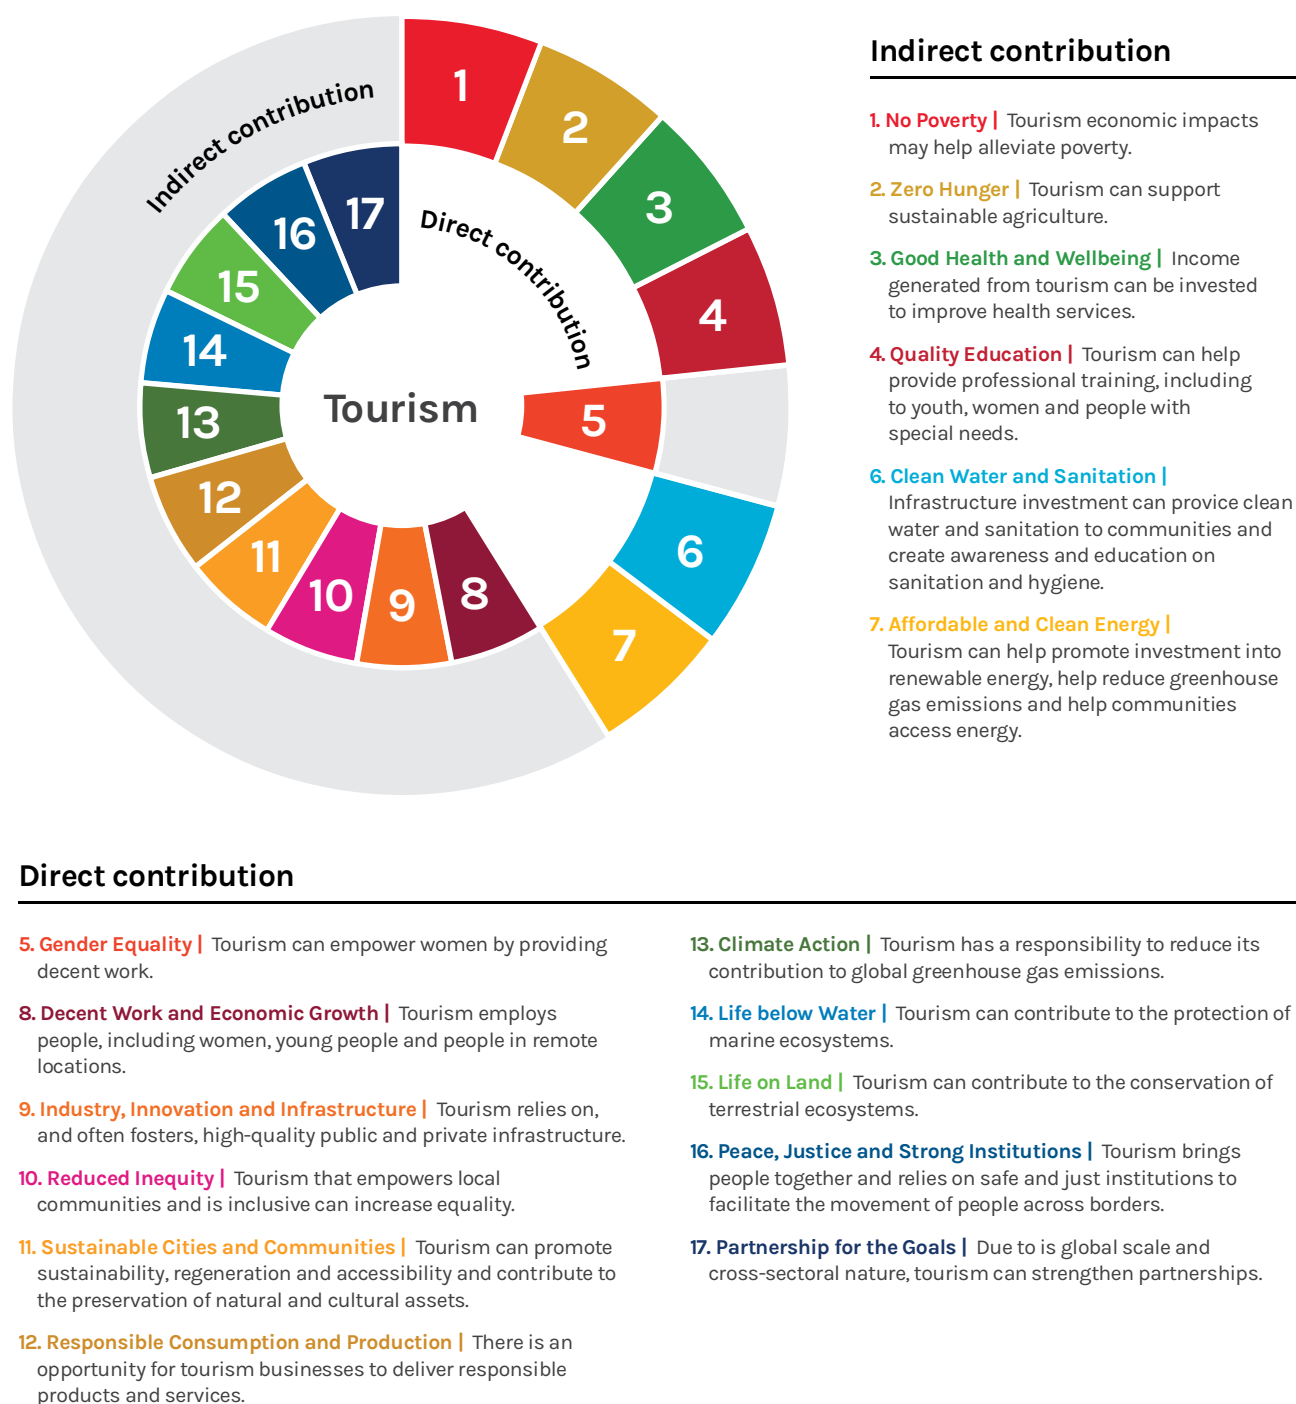 Indirect contribution
Direct contribution
Tourism
1
2
3
4
5
6
7
8
9
10
11
12
13
14
15
16
17
Indirect contribution
1. No Poverty | Tourism economic impacts
may help alleviate poverty.
2. Zero Hunger | Tourism can support
sustainable agriculture.
3. Good Health and Wellbeing | Income
generated from tourism can be invested
to improve health services.
4. Quality Education | Tourism can help
provide professional training, including
to youth, women and people with
special needs.
6. Clean Water and Sanitation |
Infrastructure investment can provice clean
water and sanitation to communities and
create awareness and education on
sanitation and hygiene.
7. Affordable and Clean Energy |
Tourism can help promote investment into
renewable energy, help reduce greenhouse
gas emissions and help communities
access energy.
Direct contribution
5. Gender Equality | Tourism can empower women by providing
decent work.
8. Decent Work and Economic Growth | Tourism employs
people, including women, young people and people in remote
locations.
9. Industry, Innovation and Infrastructure | Tourism relies on,
and often fosters, high-quality public and private infrastructure.
10. Reduced Inequity | Tourism that empowers local
communities and is inclusive can increase equality.
11. Sustainable Cities and Communities | Tourism can promote
sustainability, regeneration and accessibility and contribute to
the preservation of natural and cultural assets.
12. Responsible Consumption and Production | There is an
opportunity for tourism businesses to deliver responsible
products and services.
13. Climate Action | Tourism has a responsibility to reduce its
contribution to global greenhouse gas emissions.
14. Life below Water | Tourism can contribute to the protection of
marine ecosystems.
15. Life on Land | Tourism can contribute to the conservation of
terrestrial ecosystems.
16. Peace, Justice and Strong Institutions | Tourism brings
people together and relies on safe and just institutions to
facilitate the movement of people across borders.
17. Partnership for the Goals | Due to is global scale and
cross-sectoral nature, tourism can strengthen partnerships.